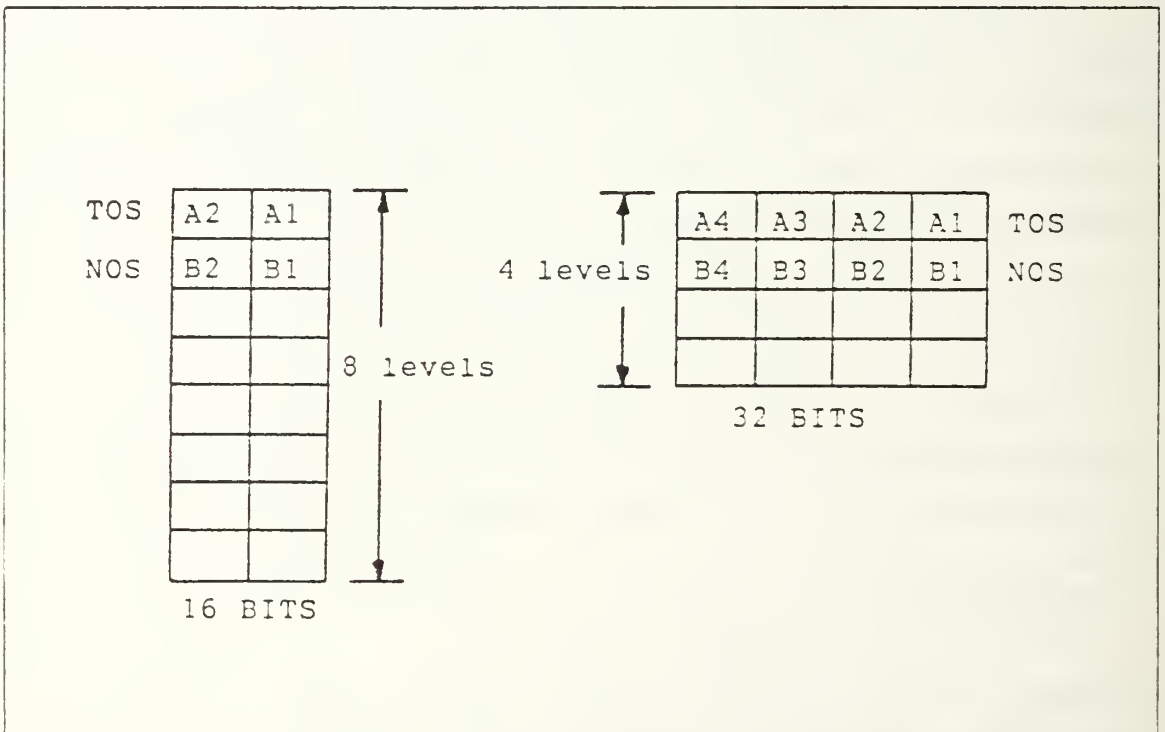 TOS A2 A1
NOS B2 B1
8 levels
16 BITS
4 levels
A4 A3 A2 A1 TOS
B4 B3 B2 B1 NOS
32 BITS